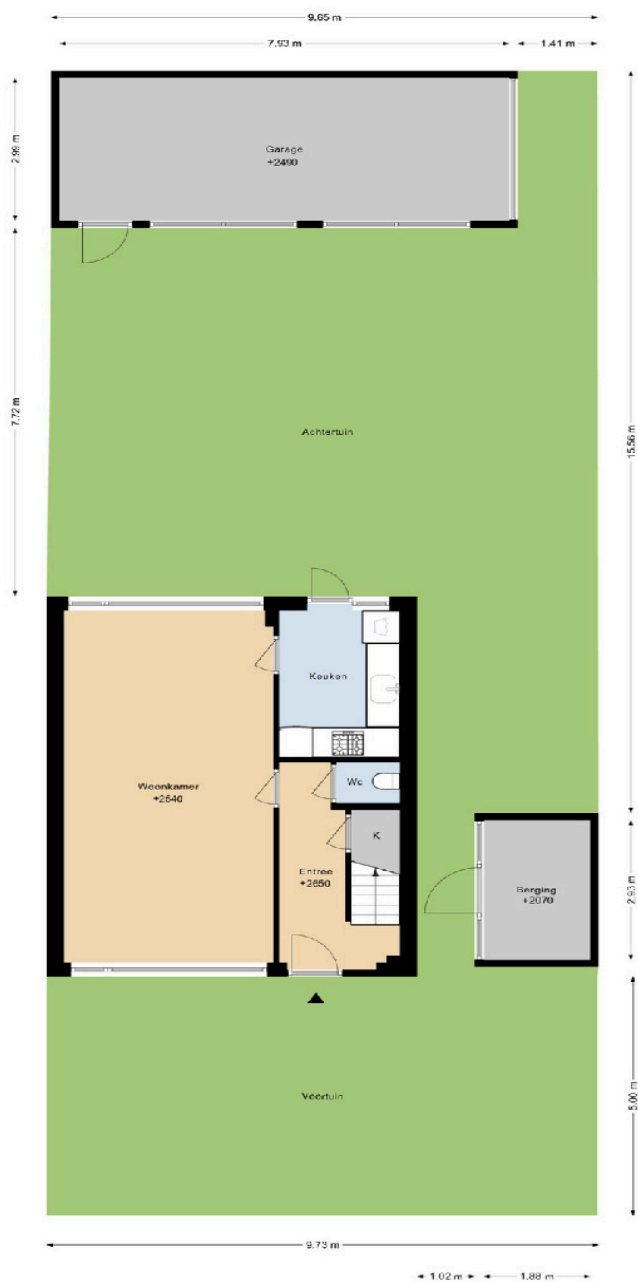 9.65 m
7.93 m
1.41 m
2.99 m
Garage
+2490
7.72 m
Achtertuin
15.56 m
Keuken
Woonkamer
+2540
Wc
K
Entree
+2650
Berging
+2070
2.93 m
Voortuin
5.00 m
9.73 m
1.02 m
1.88 m